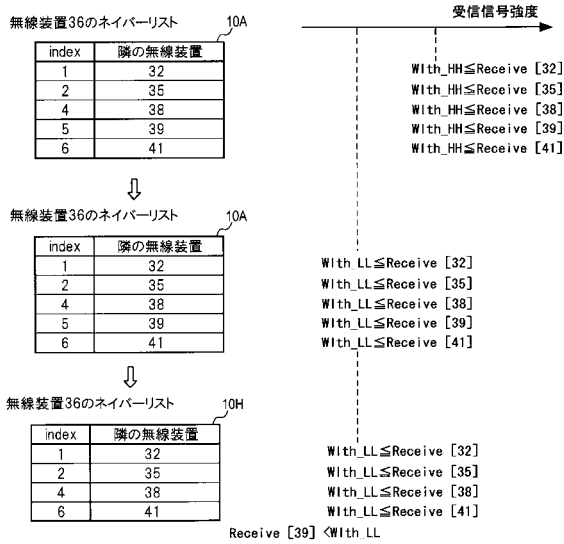 受信信号強度
無線装置36のネイバーリスト 10A
index 隣の無線装置
1 32
2 35
4 38
5 39
6 41
WIth_HH≦Receive [32]
WIth_HH≦Receive [35]
WIth_HH≦Receive [38]
WIth_HH≦Receive [39]
WIth_HH≦Receive [41]
無線装置36のネイバーリスト 10A
index 隣の無線装置
1 32
2 35
4 38
5 39
6 41
WIth_LL≦Receive [32]
WIth_LL≦Receive [35]
WIth_LL≦Receive [38]
WIth_LL≦Receive [39]
WIth_LL≦Receive [41]
無線装置36のネイバーリスト 10H
index 隣の無線装置
1 32
2 35
4 38
6 41
WIth_LL≦Receive [32]
WIth_LL≦Receive [35]
WIth_LL≦Receive [38]
WIth_LL≦Receive [41]
Receive [39] <WIth_LL